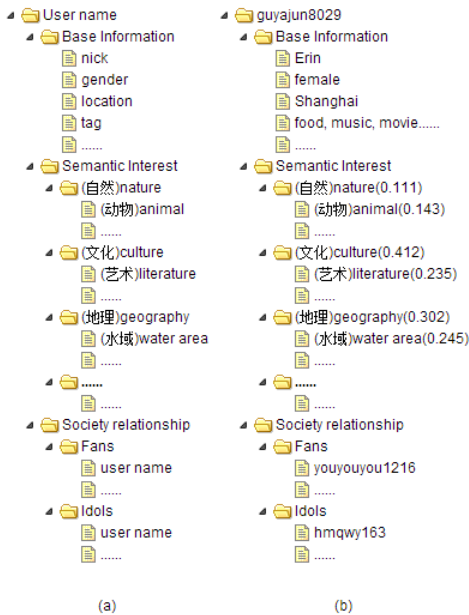 User name
Base Information
nick
gender
location
tag
......
Semantic Interest
(自然)nature
(动物)animal
......
(文化)culture
(艺术)literature
......
(地理)geography
(水域)water area
......
......
......
Society relationship
Fans
user name
......
Idols
user name
......
(a)
guyajun8029
Base Information
Erin
female
Shanghai
food, music, movie......
......
Semantic Interest
(自然)nature(0.111)
(动物)animal(0.143)
......
(文化)culture(0.412)
(艺术)literature(0.235)
......
(地理)geography(0.302)
(水域)water area(0.245)
......
......
......
Society relationship
Fans
youyouyou1216
......
Idols
hmqwy163
......
(b)